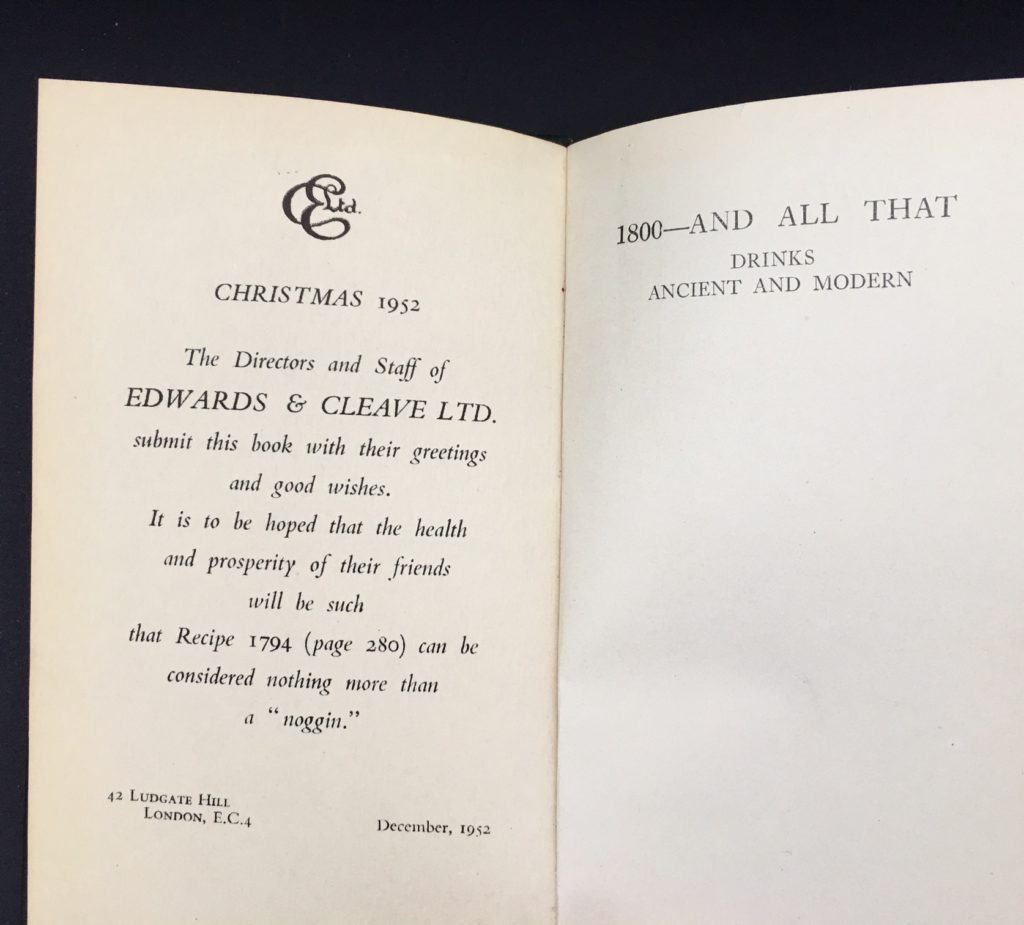 EC Ltd.
CHRISTMAS 1952
The Directors and Staff of
EDWARDS & CLEAVE LTD.
submit this book with their greetings
and good wishes.
It is to be hoped that the health
and prosperity of their friends
will be such
that Recipe 1794 (page 280) can be
considered nothing more than
a “noggin.”
42 LUDGATE HILL
LONDON, E.C.4
December, 1952
1800—AND ALL THAT
DRINKS
ANCIENT AND MODERN